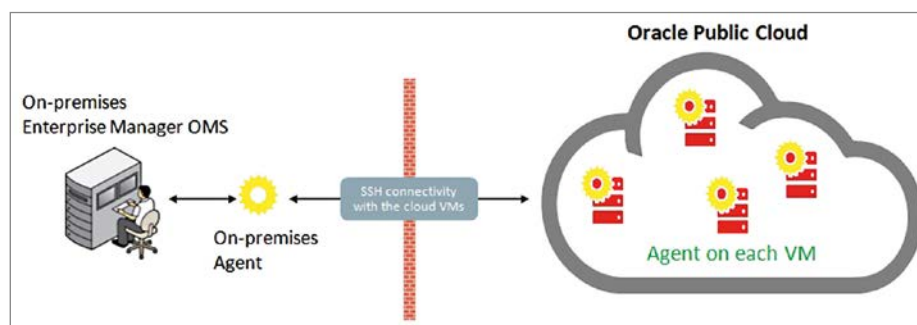 Oracle Public Cloud
On-premises
Enterprise Manager OMS
SSH connectivity
with the cloud VMs
On-premises
Agent
Agent on each VM